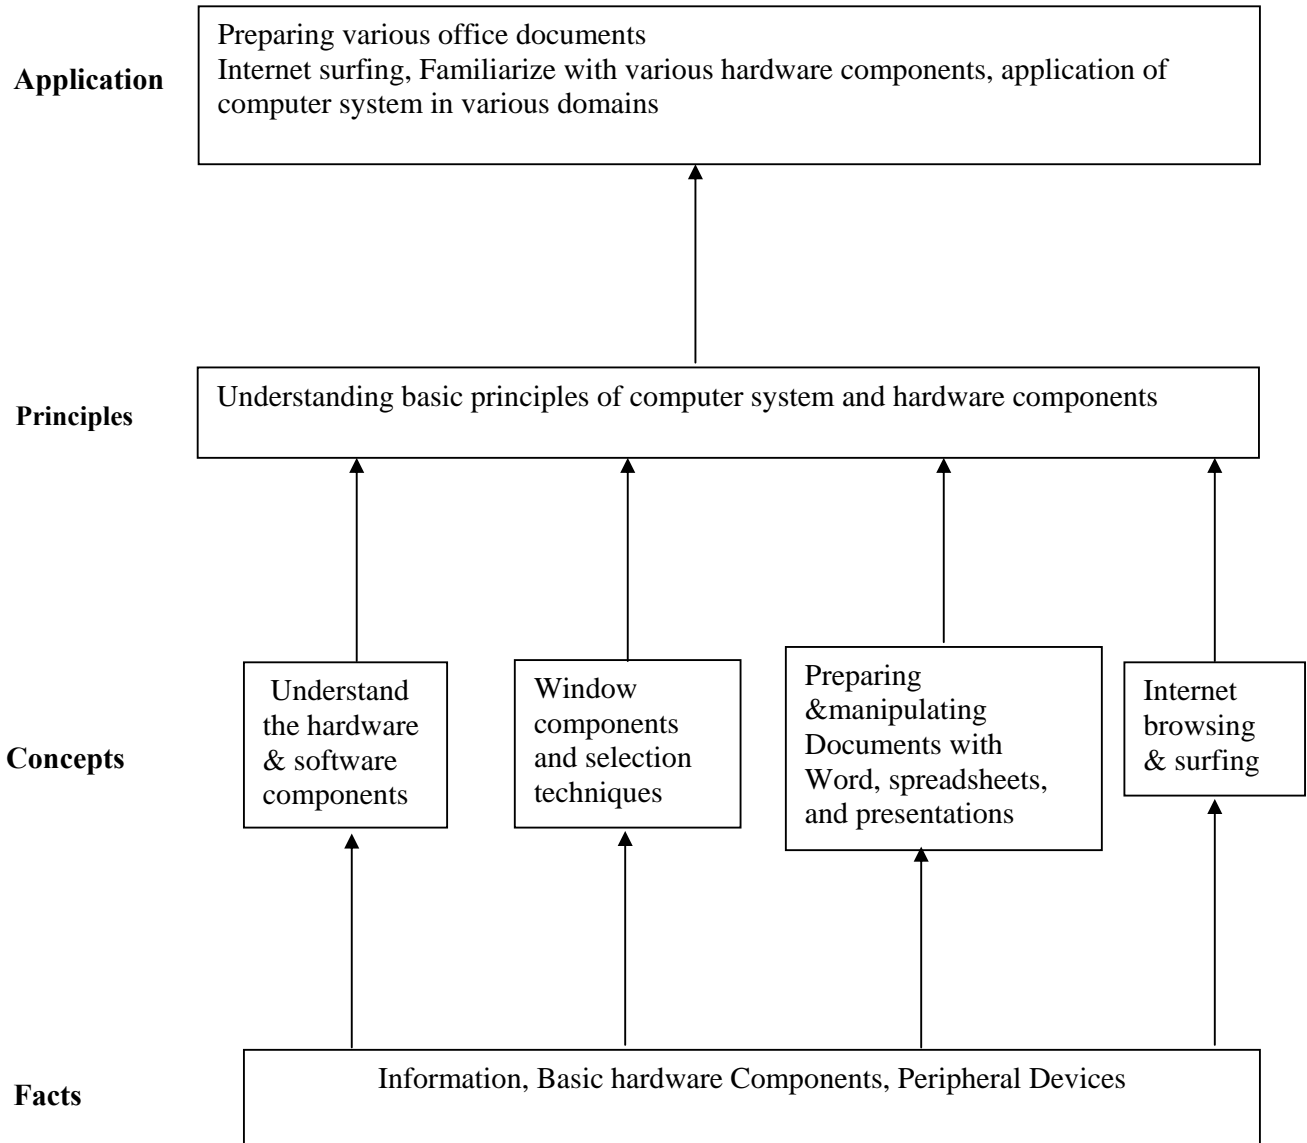 Application
Preparing various office documents
Internet surfing, Familiarize with various hardware components, application of
computer system in various domains
Principles
Understanding basic principles of computer system and hardware components
Concepts
Understand
the hardware
& software
components
Window
components
and selection
techniques
Preparing
&manipulating
Documents with
Word, spreadsheets,
and presentations
Internet
browsing
& surfing
Facts
Information, Basic hardware Components, Peripheral Devices